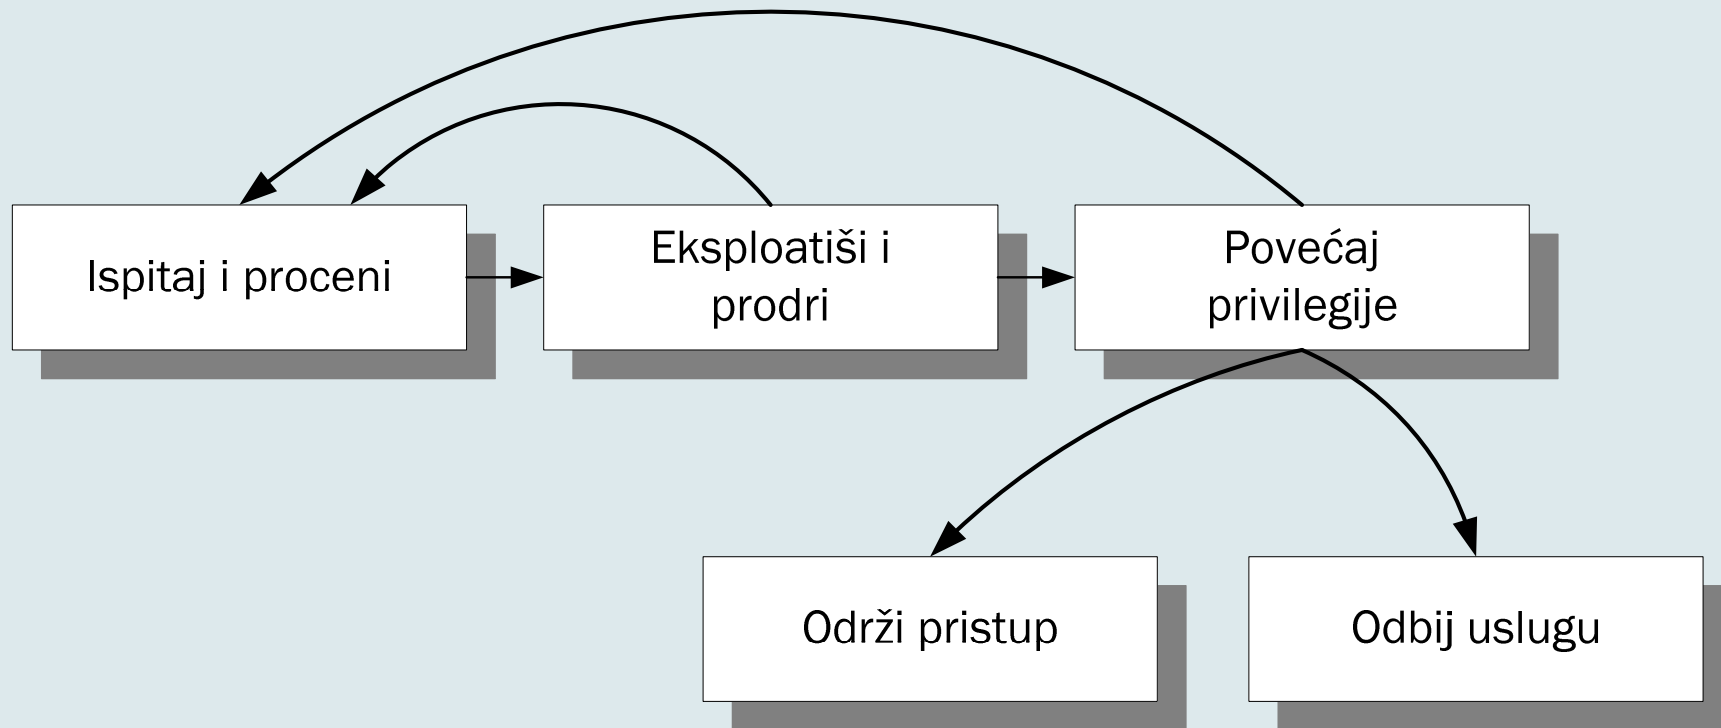 Ispitaj i proceni
Eksploatiši i
prodri
Povećaj
privilegije
Održi pristup
Odbij uslugu